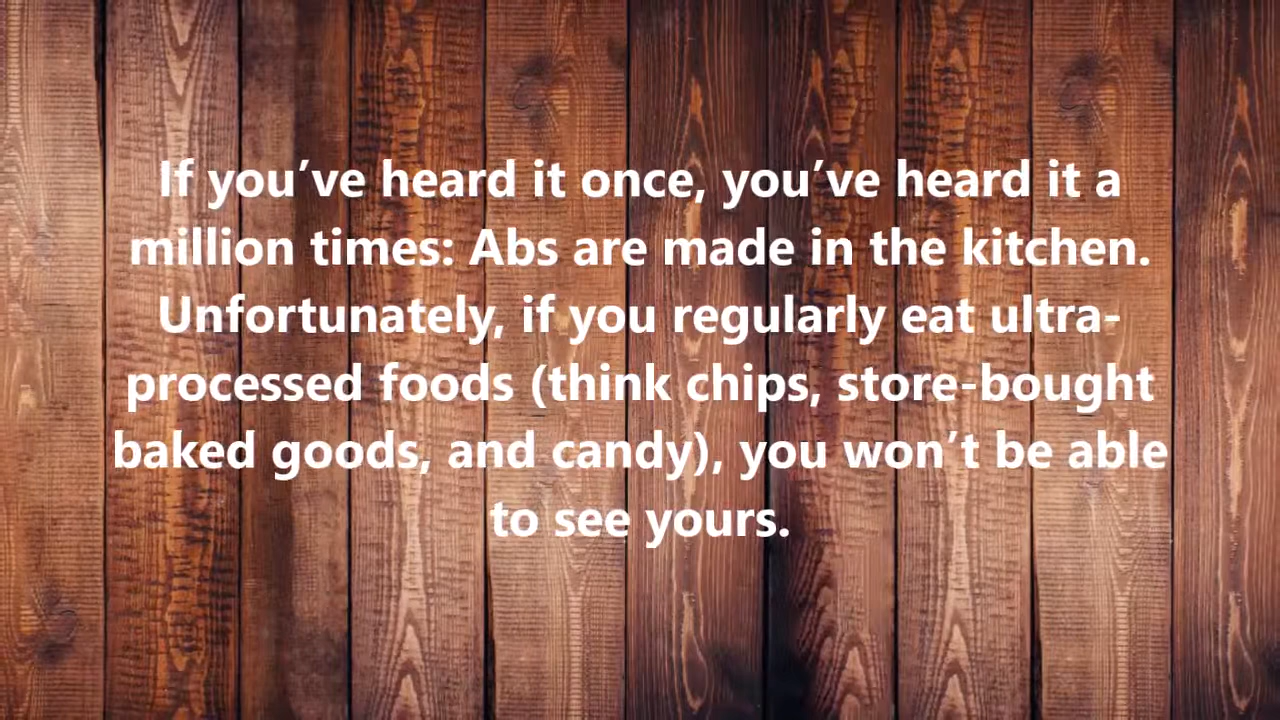 If you’ve heard it once, you’ve heard it a
million times: Abs are made in the kitchen.
Unfortunately, if you regularly eat ultra-
processed foods (think chips, store-bought
baked goods, and candy), you won’t be able
to see yours.